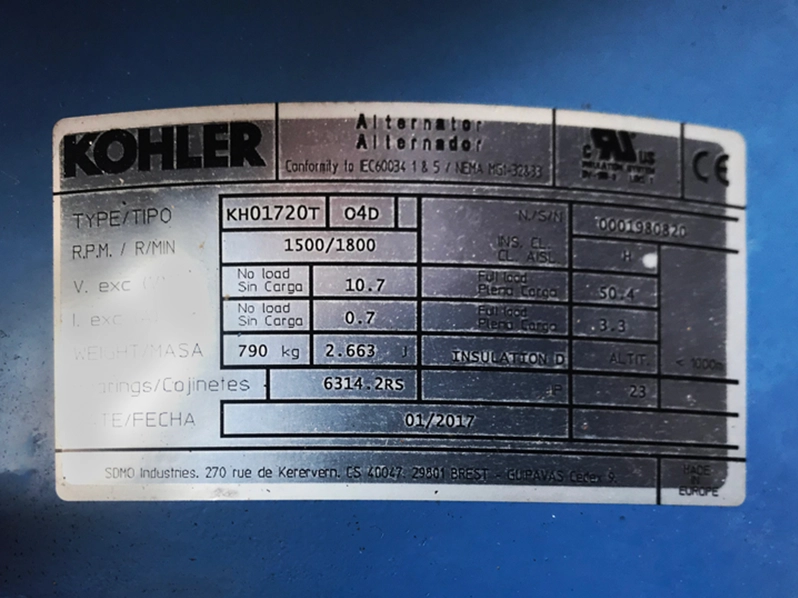 KOHLER
Alternator
Alternador
Conformity to IEC60034 1 & 5 / NEMA MG1-32&33
c RU US
CE
TYPE/TIPO KH01720T 04D N/S/N 0001980820
R.P.M. / R/MIN 1500/1800 INS. CL. CL. AISL H
V. exc No load Sin Carga 10.7 Full load Plena Carga 50.4
I. exc No load Sin Carga 0.7 Full load Plena Carga 3.3
WEIGHT/MASA 790 kg 2.663 J INSULATION D ALTIT. < 1000m
/Cojinetes 6314.2RS IP 23
/FECHA 01/2017
SDMO Industries. 270 rue de Kerervern. CS 40047. 29801 BREST - GUIPAVAS Cedex 9.
MADE IN EUROPE